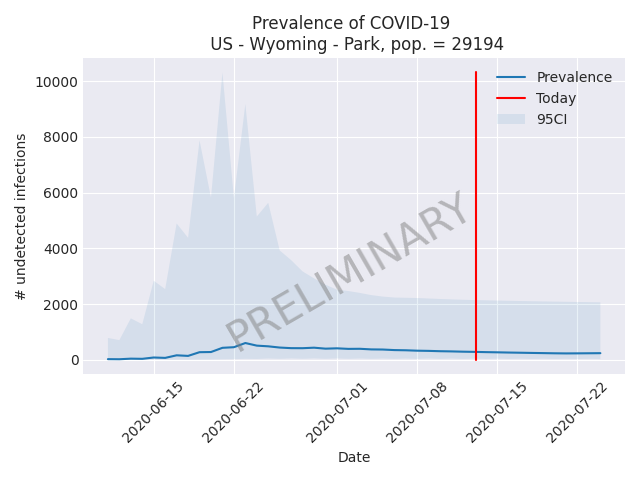 Prevalence of COVID-19
US - Wyoming - Park, pop. = 29194
10000
8000
6000
4000
2000
0
# undetected infections
Prevalence
Today
95CI
PRELIMINARY
2020-06-15
2020-06-22
2020-07-01
2020-07-08
2020-07-15
2020-07-22
Date